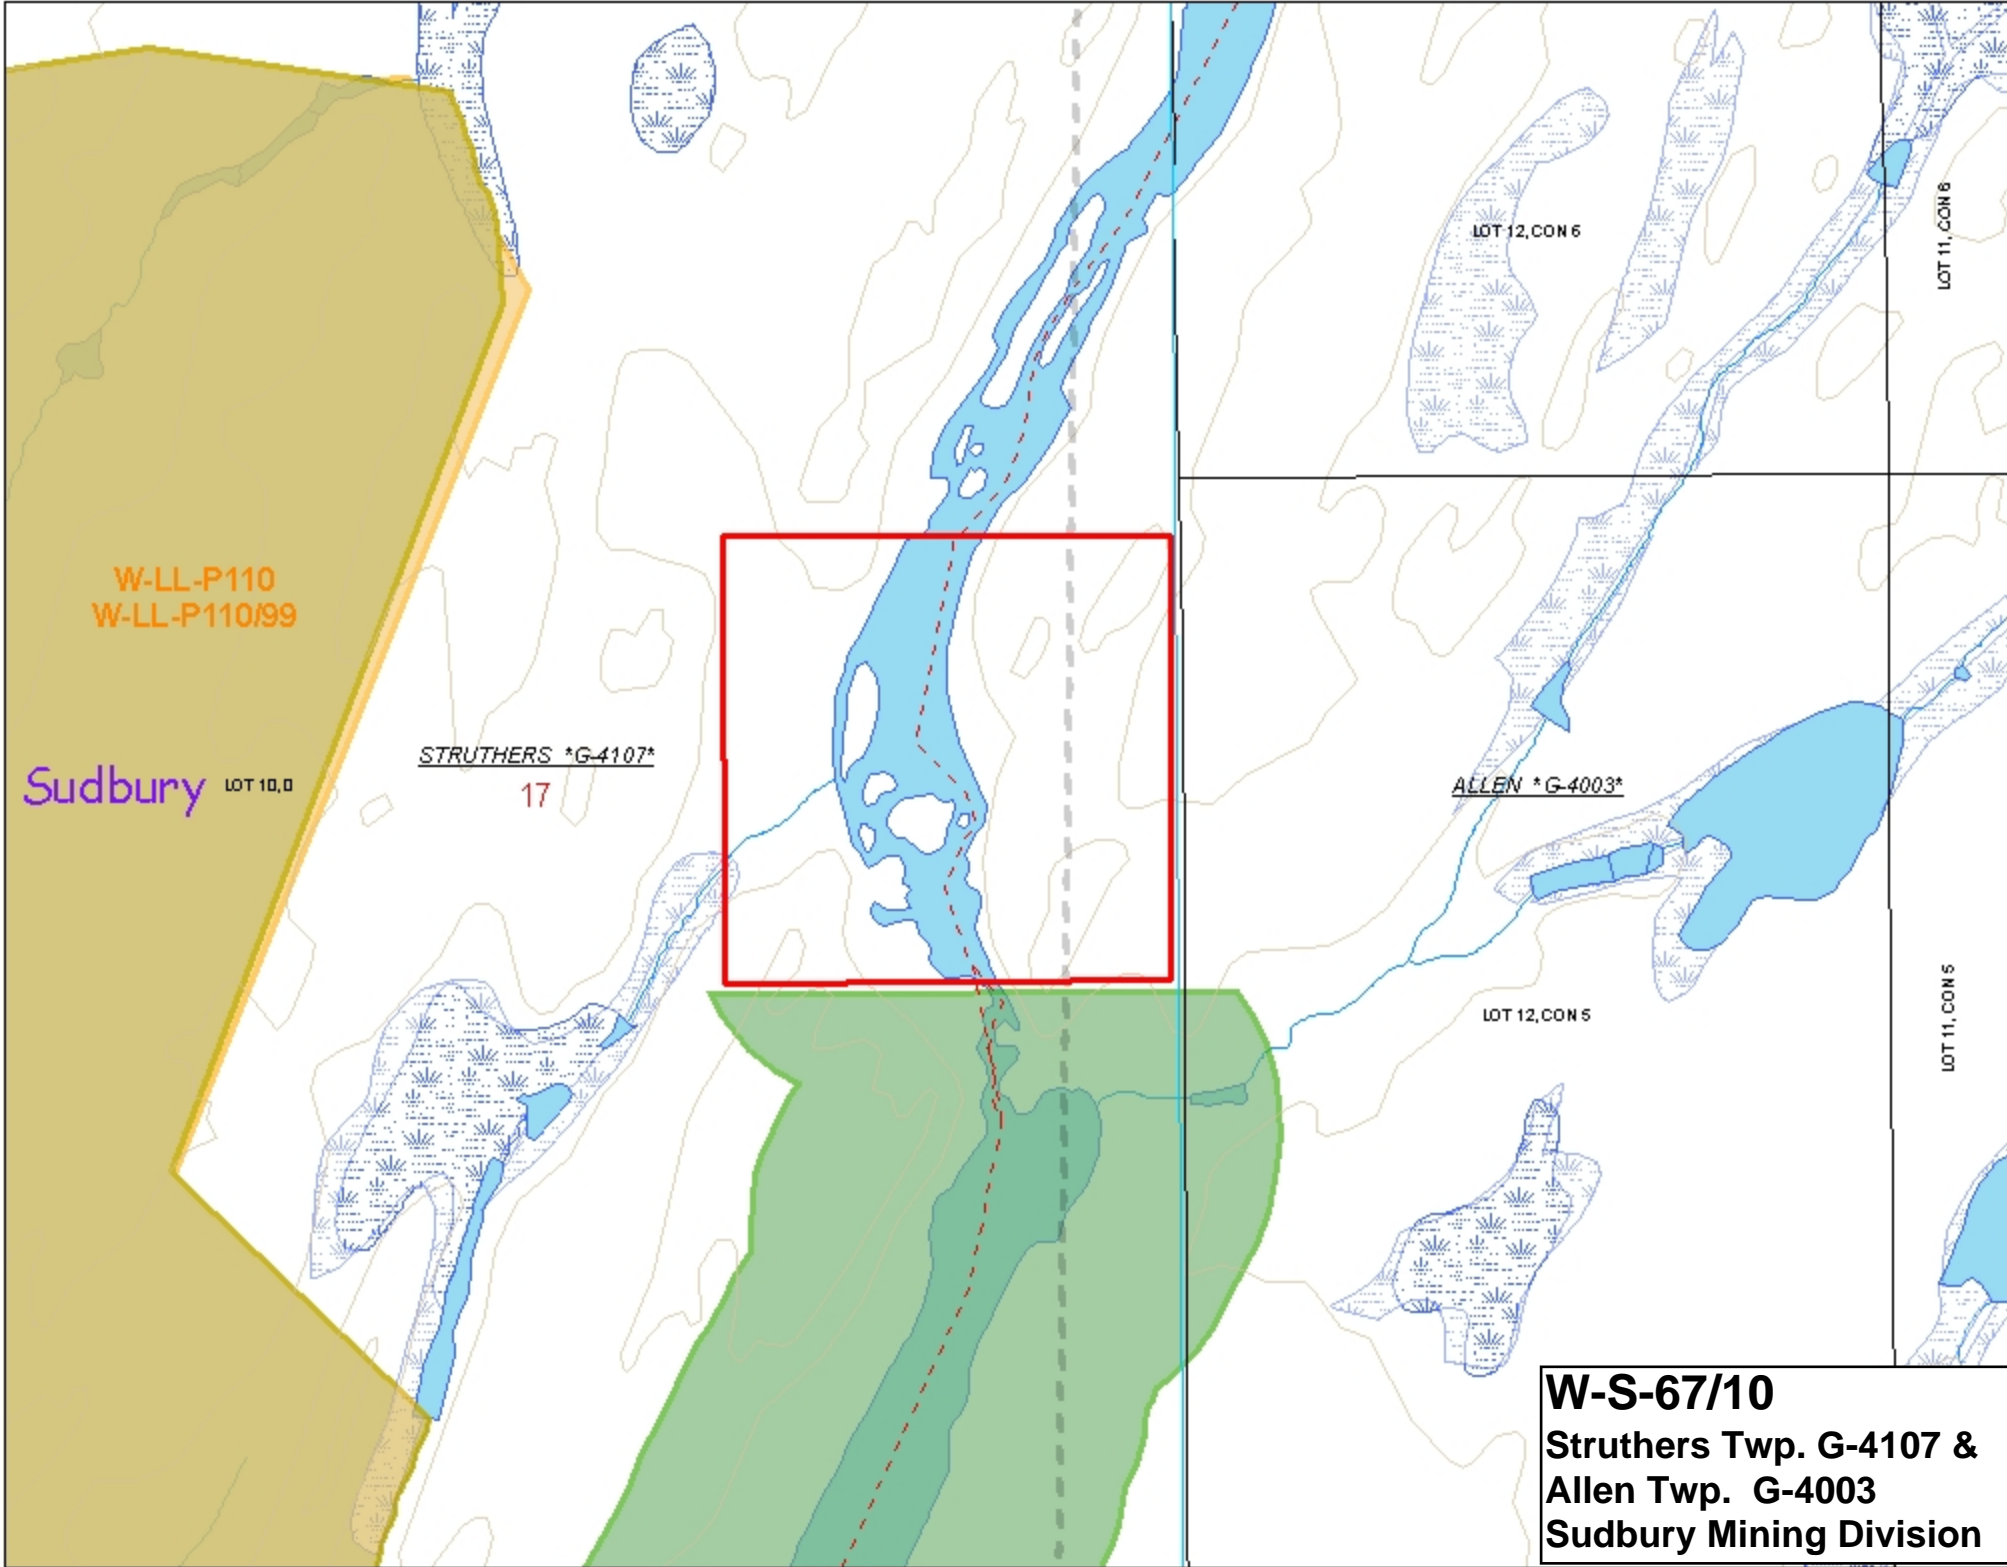 LOT 12, CON 6
LOT 11, CON 6
W-LL-P110
W-LL-P110/99
STRUTHERS *G-4107*
17
Sudbury
LOT 10, 0
ALLEN *G-4003*
LOT 12, CON 5
LOT 11, CON 5
W-S-67/10
Struthers Twp. G-4107 &
Allen Twp. G-4003
Sudbury Mining Division